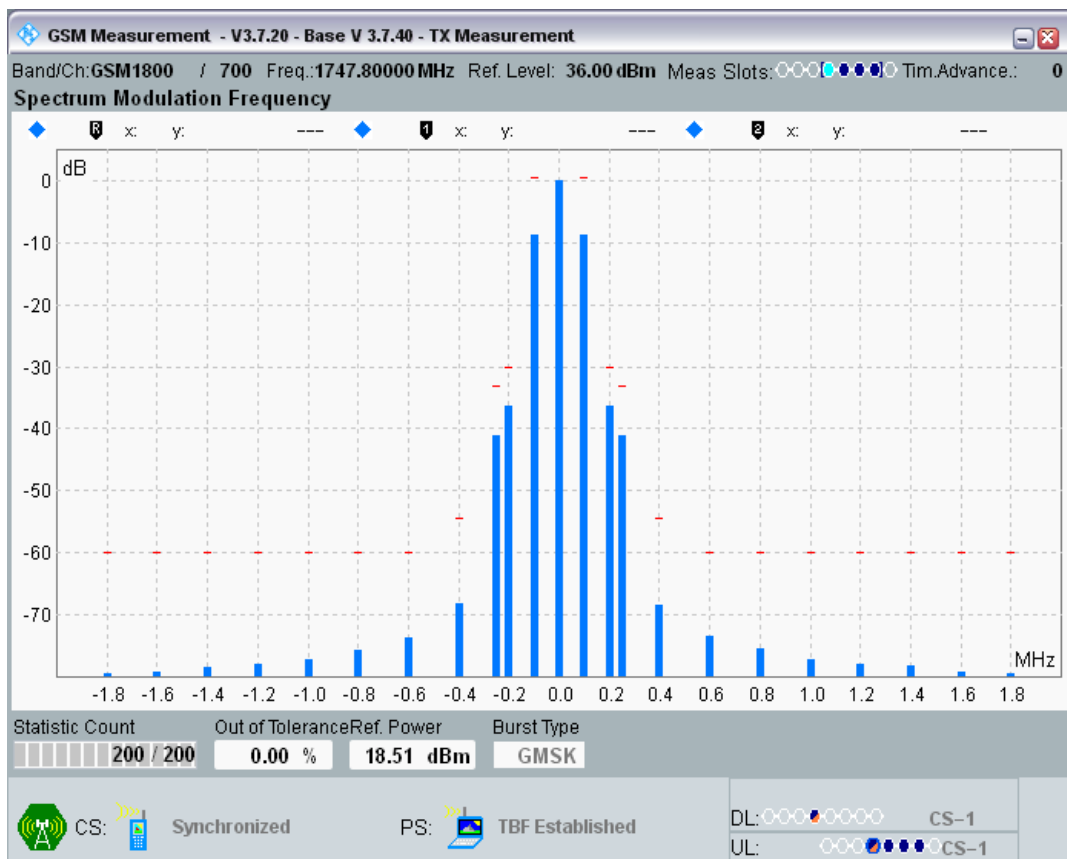 GSM Measurement - V3.7.20 - Base V 3.7.40 - TX Measurement
Band/Ch:GSM1800 / 700 Freq.:1747.80000 MHz Ref. Level: 36.00 dBm Meas Slots: Tim.Advance.: 0
Spectrum Modulation Frequency
R x: y: --- 1 x: y: --- 2 x: y: ---
dB
0
-10
-20
-30
-40
-50
-60
-70
MHz
-1.8 -1.6 -1.4 -1.2 -1.0 -0.8 -0.6 -0.4 -0.2 0.0 0.2 0.4 0.6 0.8 1.0 1.2 1.4 1.6 1.8
Statistic Count Out of Tolerance Ref. Power Burst Type
200 / 200 0.00 % 18.51 dBm GMSK
CS: Synchronized PS: TBF Established
DL: CS-1
UL: CS-1